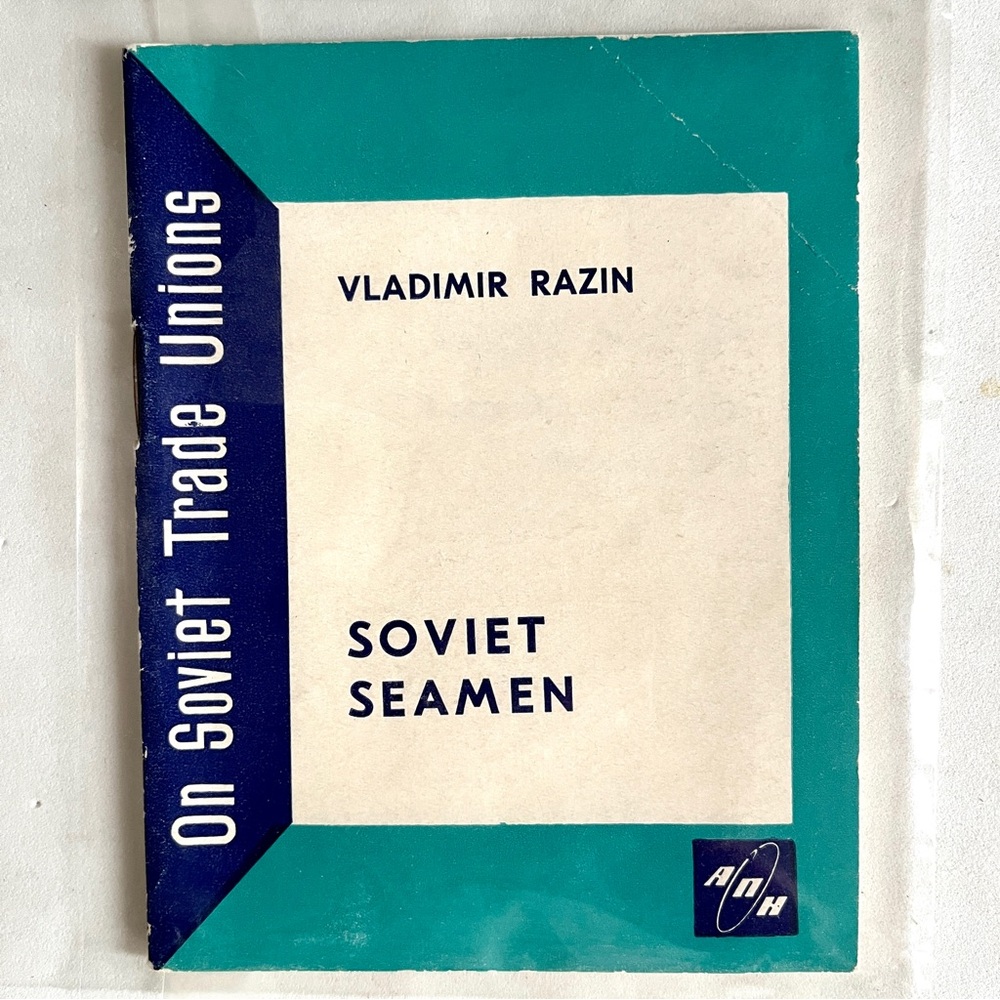 On Soviet Trade Unions
VLADIMIR RAZIN
SOVIET
SEAMEN
АПН